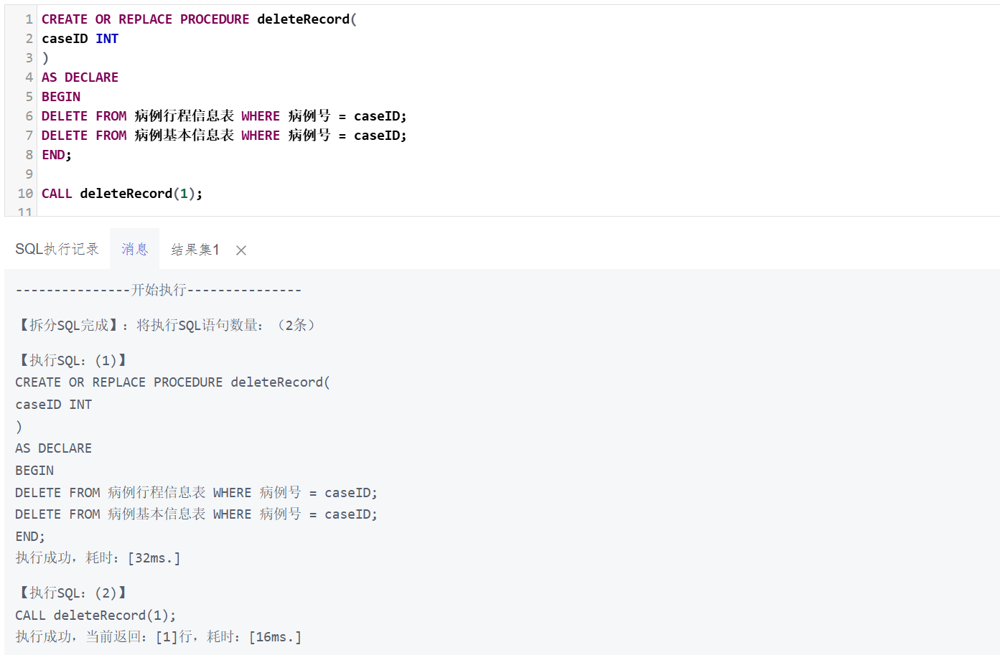 1 CREATE OR REPLACE PROCEDURE deleteRecord(
2 caseID INT
3 )
4 AS DECLARE
5 BEGIN
6 DELETE FROM 病例行程信息表 WHERE 病例号 = caseID;
7 DELETE FROM 病例基本信息表 WHERE 病例号 = caseID;
8 END;
9
10 CALL deleteRecord(1);
11
SQL执行记录 消息 结果集1 ×
---------------开始执行---------------
【拆分SQL完成】：将执行SQL语句数量：（2条）
【执行SQL：(1)】
CREATE OR REPLACE PROCEDURE deleteRecord(
caseID INT
)
AS DECLARE
BEGIN
DELETE FROM 病例行程信息表 WHERE 病例号 = caseID;
DELETE FROM 病例基本信息表 WHERE 病例号 = caseID;
END;
执行成功，耗时：[32ms.]
【执行SQL：(2)】
CALL deleteRecord(1);
执行成功，当前返回：[1]行，耗时：[16ms.]